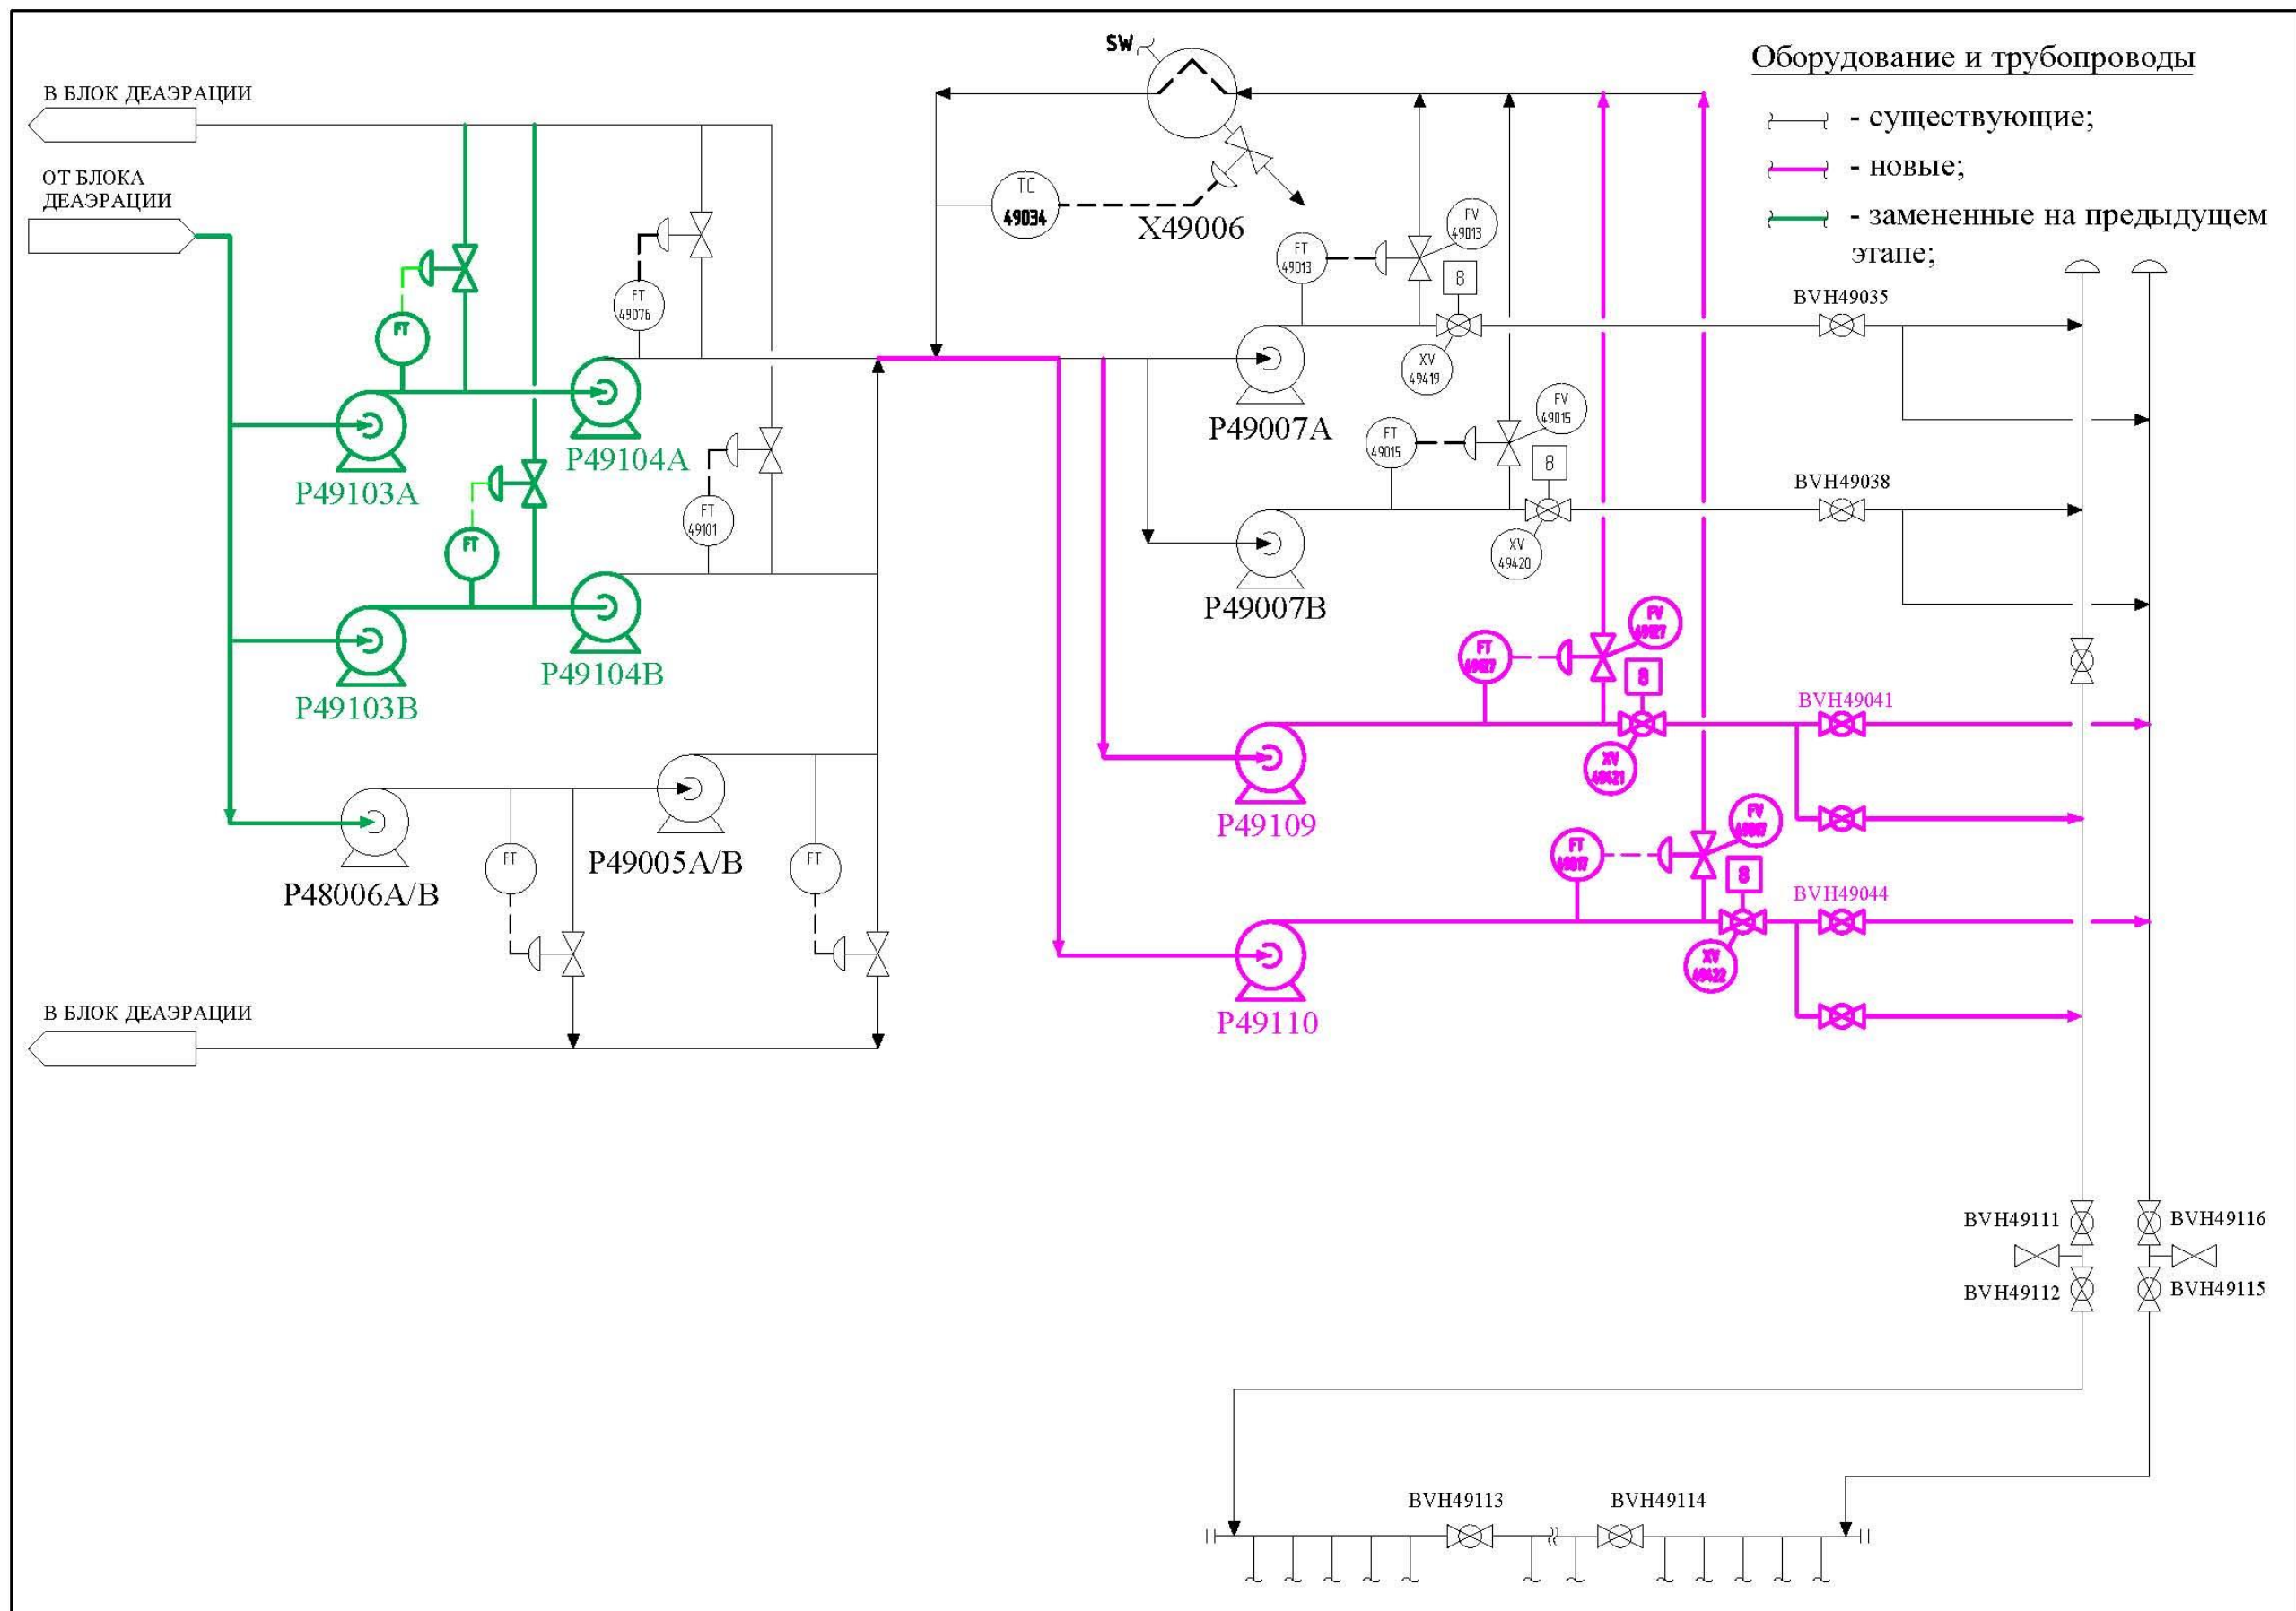 SW
Оборудование и трубопроводы
- существующие;
- новые;
- замененные на предыдущем
этапе;
В БЛОК ДЕАЭРАЦИИ
ОТ БЛОКА
ДЕАЭРАЦИИ
TC
49034
X49006
FV
49013
FT
49013
8
XV
49419
BVH49035
FT
49076
FT
P49104A
P49103A
P49007A
FV
49015
FT
49015
8
XV
49420
BVH49038
FT
49101
FT
P49104B
P49103B
P49007B
FV
FT
8
XV
BVH49041
P49109
FT
FT
P49005A/B
P48006A/B
FV
FT
8
XV
49422
BVH49044
P49110
В БЛОК ДЕАЭРАЦИИ
BVH49111
BVH49116
BVH49112
BVH49115
BVH49113
BVH49114